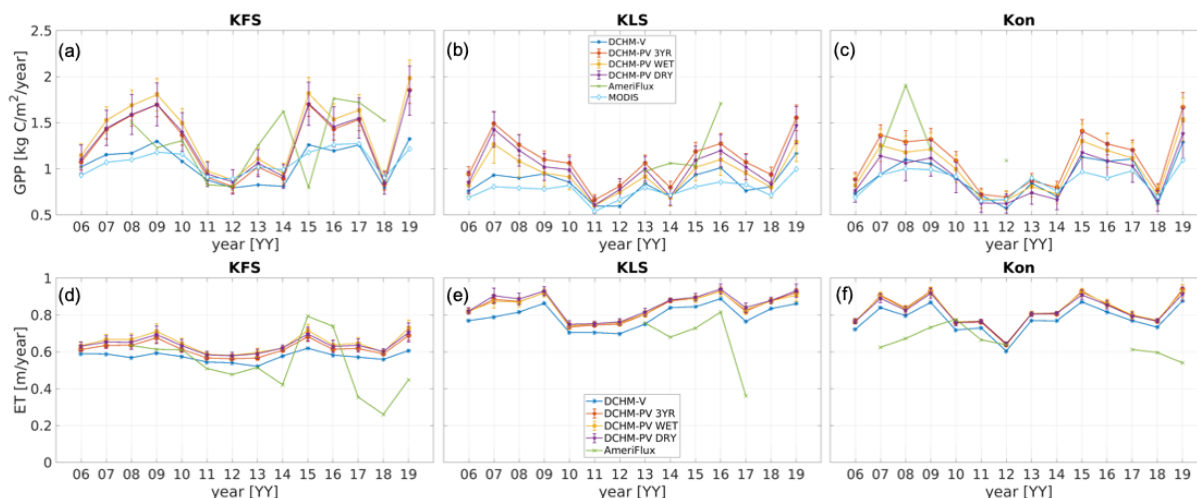 KFS KLS Kon
(a) (b) (c)
GPP [kg C/m²/year]
2.5
2
1.5
1
0.5
DCHM-V
DCHM-PV 3YR
DCHM-PV WET
DCHM-PV DRY
AmeriFlux
MODIS
06 07 08 09 10 11 12 13 14 15 16 17 18 19
06 07 08 09 10 11 12 13 14 15 16 17 18 19
06 07 08 09 10 11 12 13 14 15 16 17 18 19
year [YY] year [YY] year [YY]
KFS KLS Kon
(d) (e) (f)
ET [m/year]
1
0.8
0.6
0.4
0.2
0
DCHM-V
DCHM-PV 3YR
DCHM-PV WET
DCHM-PV DRY
AmeriFlux
06 07 08 09 10 11 12 13 14 15 16 17 18 19
06 07 08 09 10 11 12 13 14 15 16 17 18 19
06 07 08 09 10 11 12 13 14 15 16 17 18 19
year [YY] year [YY] year [YY]